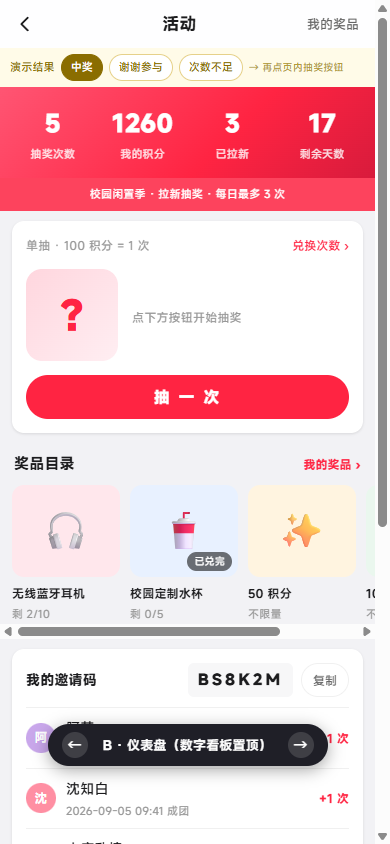 活动
我的奖品
演示结果 中奖 谢谢参与 次数不足 → 再点页内抽奖按钮
5 1260 3 17
抽奖次数 我的积分 已拉新 剩余天数
校园闲置季 · 拉新抽奖 · 每日最多 3 次
单抽 · 100 积分 = 1 次
兑换次数 ›
?
点下方按钮开始抽奖
抽一次
奖品目录
我的奖品 ›
已兑完
无线蓝牙耳机 校园定制水杯 50 积分
剩 2/10 剩 0/5 不限量
我的邀请码
BS8K2M
复制
阿
1 次
← B · 仪表盘（数字看板置顶） →
沈
沈知白
2026-09-05 09:41 成团
+1 次